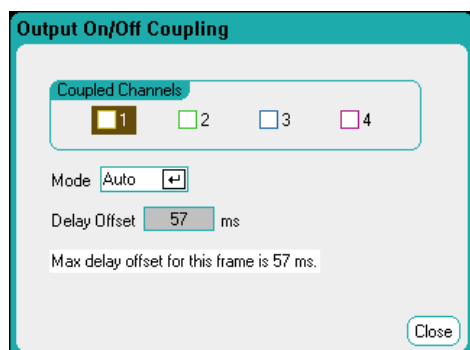 Output On/Off Coupling
Coupled Channels
1 2 3 4
Mode Auto
Delay Offset 57 ms
Max delay offset for this frame is 57 ms.
Close